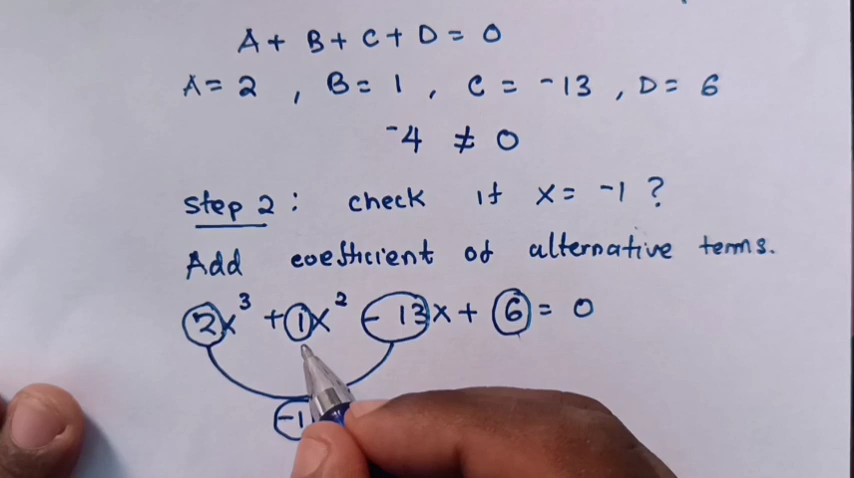 A + B + C + D = 0
A = 2 , B = 1 , C = -13 , D = 6
-4 ≠ 0
Step 2 : check if x = -1 ?
Add coefficient of alternative terms.
2x³ + 1x² - 13x + 6 = 0